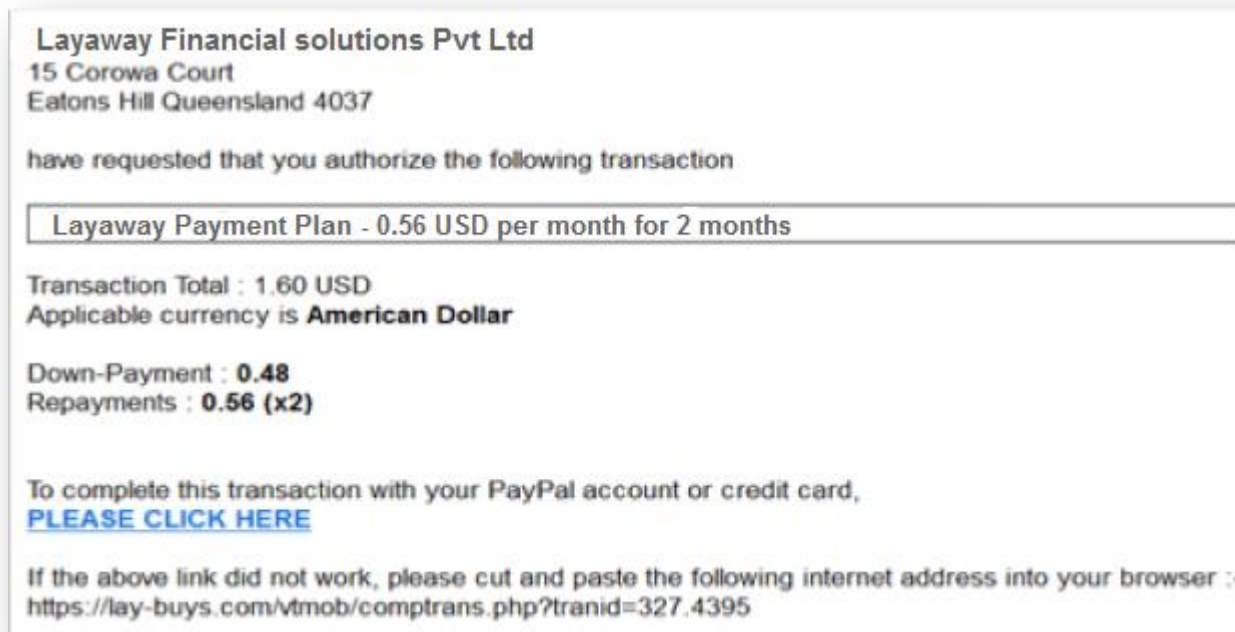 Layaway Financial solutions Pvt Ltd
15 Corowa Court
Eatons Hill Queensland 4037
have requested that you authorize the following transaction
Layaway Payment Plan - 0.56 USD per month for 2 months
Transaction Total : 1.60 USD
Applicable currency is American Dollar
Down-Payment : 0.48
Repayments : 0.56 (x2)
To complete this transaction with your PayPal account or credit card,
PLEASE CLICK HERE
If the above link did not work, please cut and paste the following internet address into your browser :-
https://lay-buys.com/vtmob/comptrans.php?tranid=327.4395